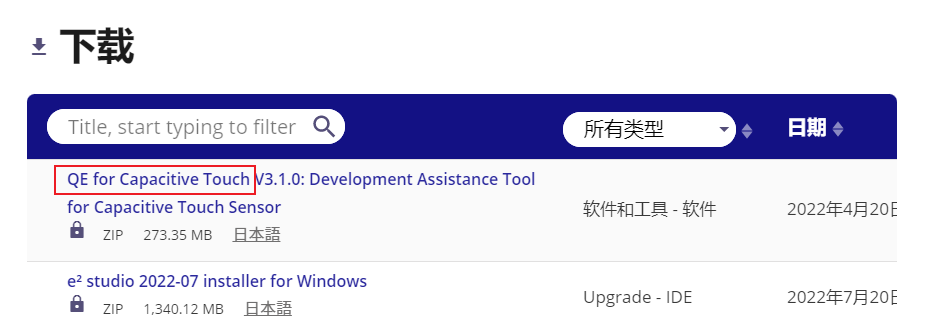 下载
Title, start typing to filter 所有类型 日期
QE for Capacitive Touch V3.1.0: Development Assistance Tool
for Capacitive Touch Sensor
软件和工具 - 软件 2022年4月20日
ZIP 273.35 MB 日本語
e² studio 2022-07 installer for Windows
Upgrade - IDE 2022年7月20日
ZIP 1,340.12 MB 日本語